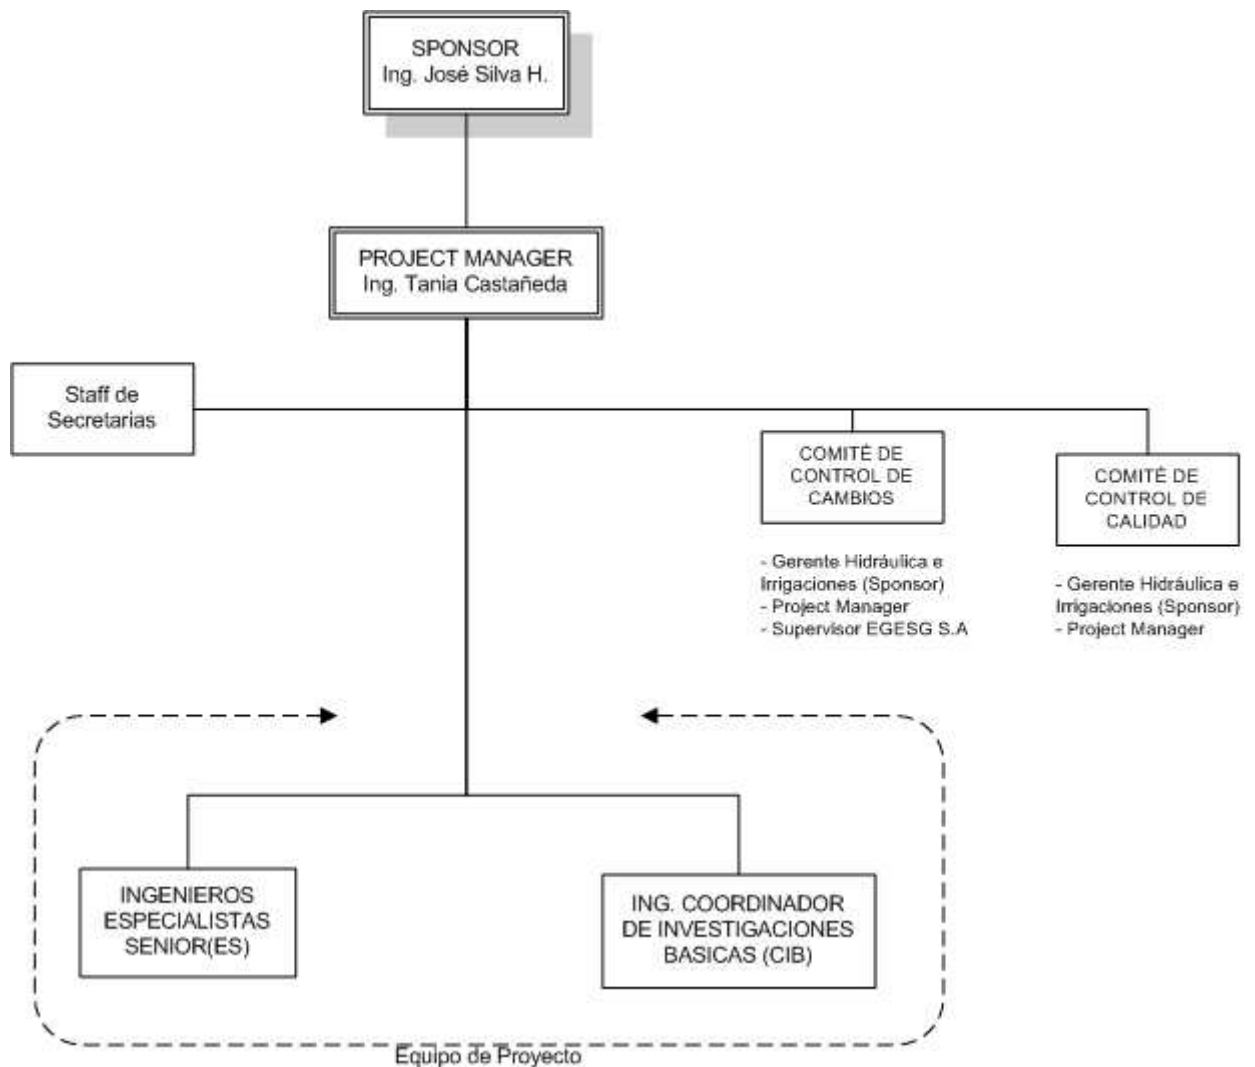 SPONSOR
Ing. José Silva H.
PROJECT MANAGER
Ing. Tania Castañeda
Staff de
Secretarias
COMITÉ DE
CONTROL DE
CAMBIOS
- Gerente Hidráulica e
Irrigaciones (Sponsor)
- Project Manager
- Supervisor EGESG S.A
COMITÉ DE
CONTROL DE
CALIDAD
- Gerente Hidráulica e
Irrigaciones (Sponsor)
- Project Manager
INGENIEROS
ESPECIALISTAS
SENIOR(ES)
ING. COORDINADOR
DE INVESTIGACIONES
BASICAS (CIB)
Equipo de Proyecto